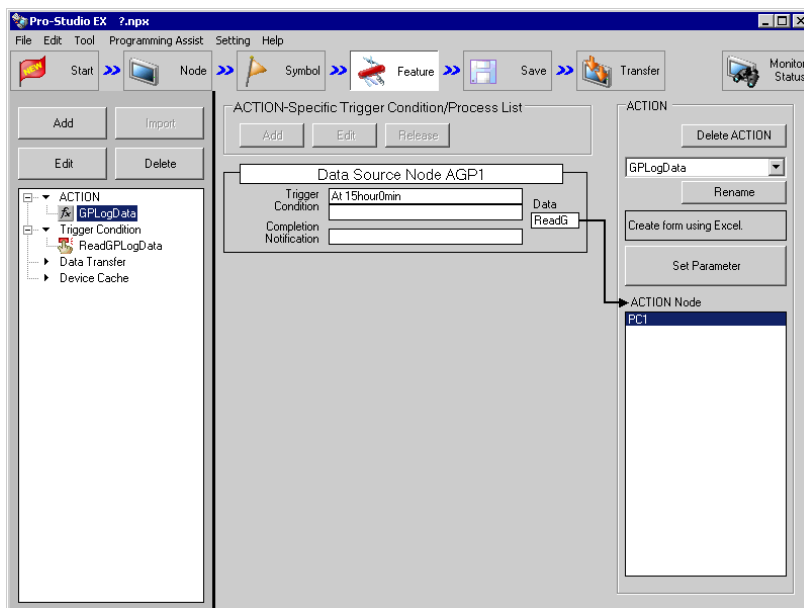 Pro-Studio EX ?.npx
File Edit Tool Programming Assist Setting Help
NEW Start >> Node >> Symbol >> Feature >> Save >> Transfer Monitor Status
Add Import
Edit Delete
ACTION
fx GPLogData
Trigger Condition
ReadGPLogData
Data Transfer
Device Cache
ACTION-Specific Trigger Condition/Process List
Add Edit Release
Data Source Node AGP1
Trigger Condition At 15hour0min
Data
ReadG
Completion Notification
ACTION
Delete ACTION
GPLogData
Rename
Create form using Excel.
Set Parameter
ACTION Node
PC1